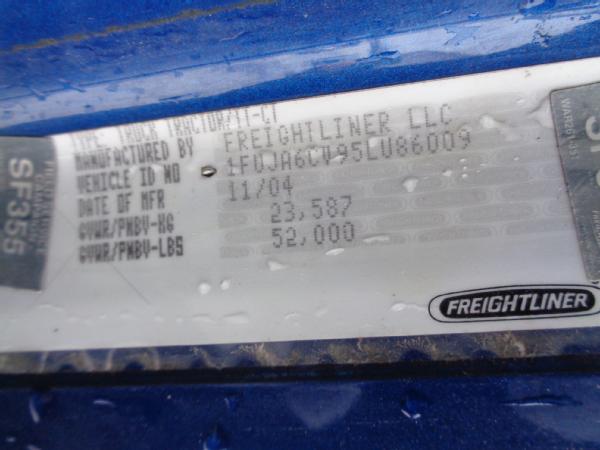 TYPE: TRUCK TRACTOR/TT-CT
MANUFACTURED BY FREIGHTLINER LLC
VEHICLE ID NO 1FUJA6CV95LU86009
DATE OF MFR 11/04
GVWR/PNBV-KG 23,587
GVWR/PNBV-LBS 52,000
FREIGHTLINER
SF355